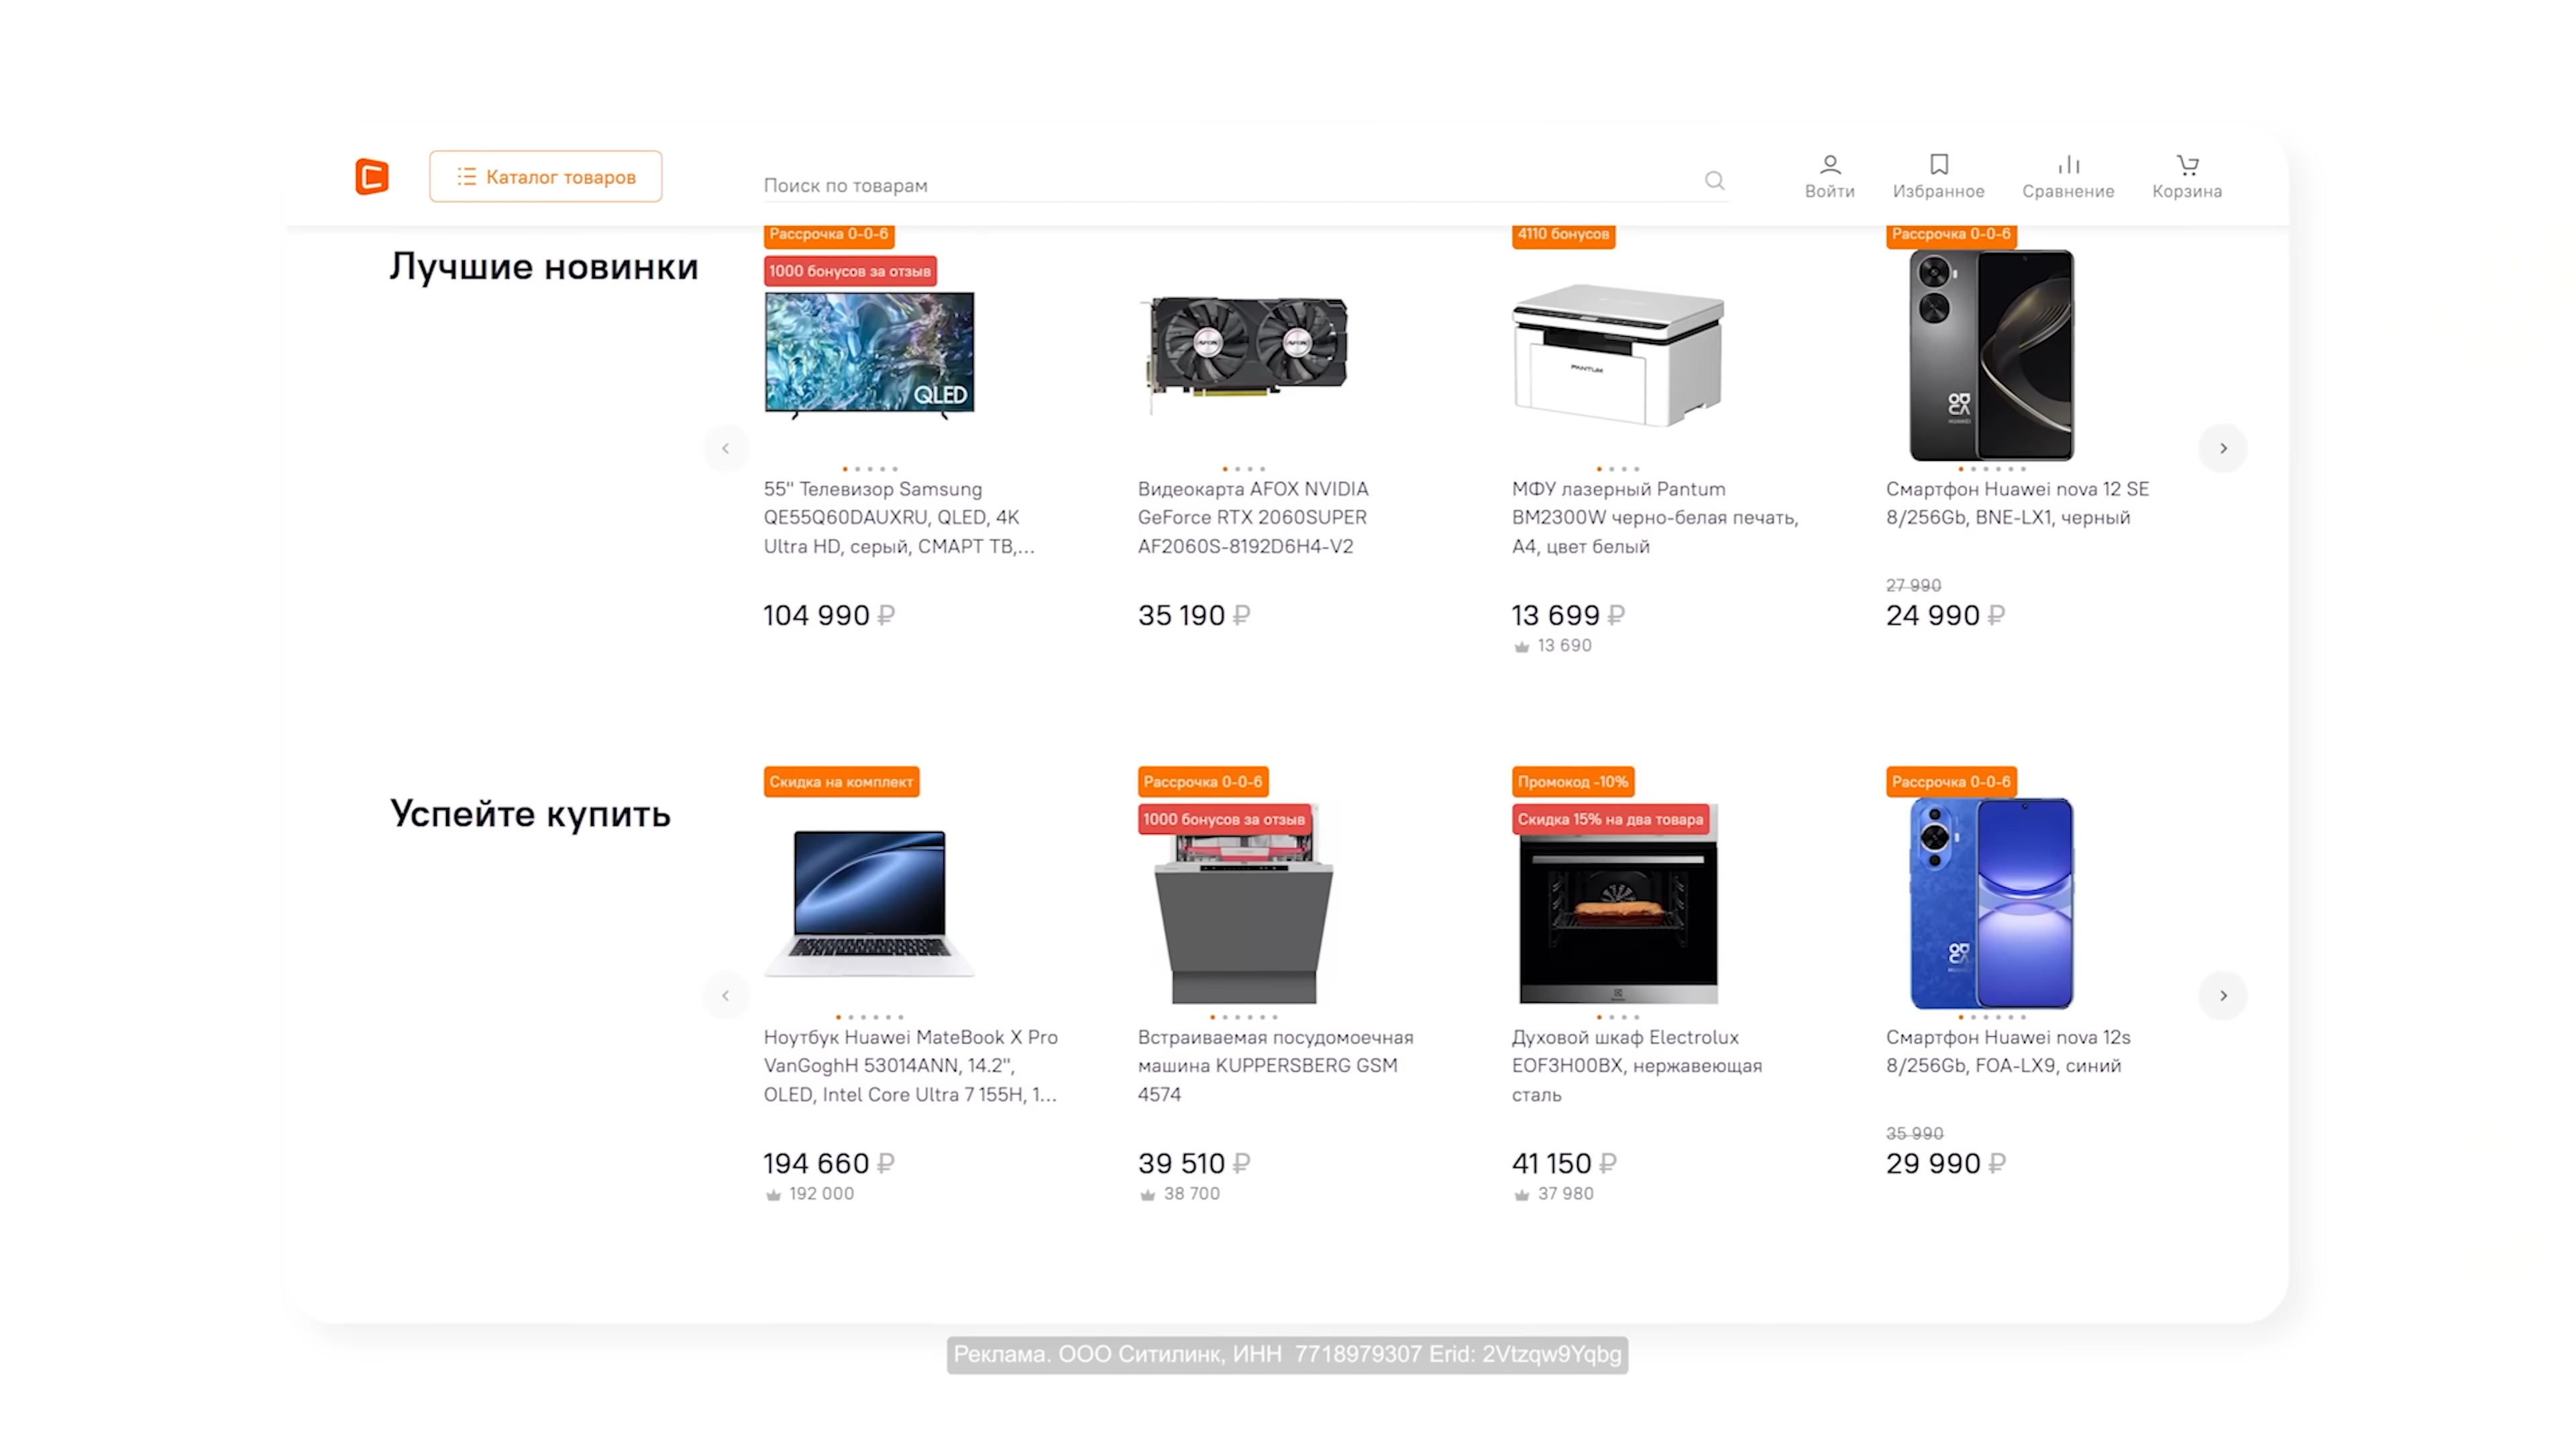 Каталог товаров
Поиск по товарам
Войти
Избранное
Сравнение
Корзина
Лучшие новинки
Рассрочка 0-0-6
1000 бонусов за отзыв
QLED
55" Телевизор Samsung
QE55Q60DAUXRU, QLED, 4K
Ultra HD, серый, СМАРТ ТВ,...
104 990 ₽
AFOX AFOX
Видеокарта AFOX NVIDIA
GeForce RTX 2060SUPER
AF2060S-8192D6H4-V2
35 190 ₽
4110 бонусов
PANTUM
МФУ лазерный Pantum
BM2300W черно-белая печать,
A4, цвет белый
13 699 ₽
13 690
Рассрочка 0-0-6
HUAWEI
Смартфон Huawei nova 12 SE
8/256Gb, BNE-LX1, черный
27 990
24 990 ₽
Успейте купить
Скидка на комплект
Ноутбук Huawei MateBook X Pro
VanGoghH 53014ANN, 14.2",
OLED, Intel Core Ultra 7 155H, 1...
194 660 ₽
192 000
Рассрочка 0-0-6
1000 бонусов за отзыв
Встраиваемая посудомоечная
машина KUPPERSBERG GSM
4574
39 510 ₽
38 700
Промокод -10%
Скидка 15% на два товара
Духовой шкаф Electrolux
EOF3H00BX, нержавеющая
сталь
41 150 ₽
37 980
Рассрочка 0-0-6
Смартфон Huawei nova 12s
8/256Gb, FOA-LX9, синий
35 990
29 990 ₽
Реклама. ООО Ситилинк, ИНН 7718979307 Erid: 2Vtzqw9Yqbg